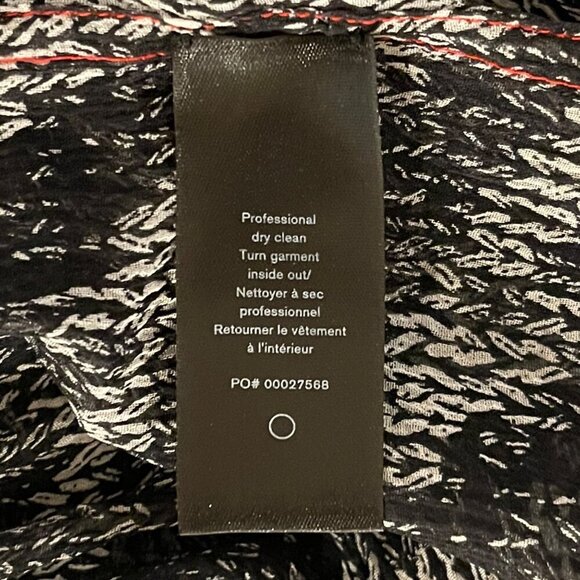 Professional
dry clean
Turn garment
inside out/
Nettoyer à sec
professionnel
Retourner le vêtement
à l'intérieur
PO# 00027568